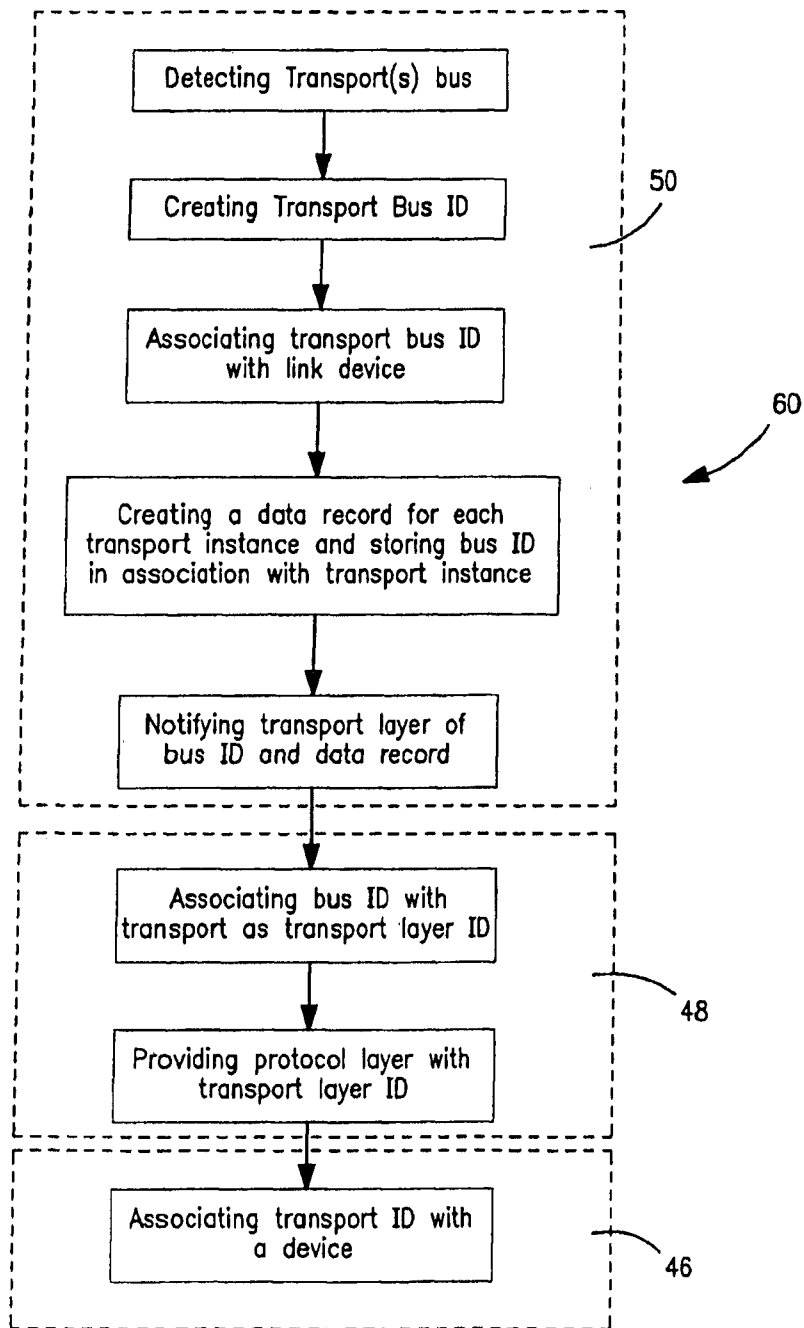 Detecting Transport(s) bus
Creating Transport Bus ID
50
Associating transport bus ID
with link device
60
Creating a data record for each
transport instance and storing bus ID
in association with transport instance
Notifying transport layer of
bus ID and data record
Associating bus ID with
transport as transport layer ID
48
Providing protocol layer with
transport layer ID
Associating transport ID with
a device
46